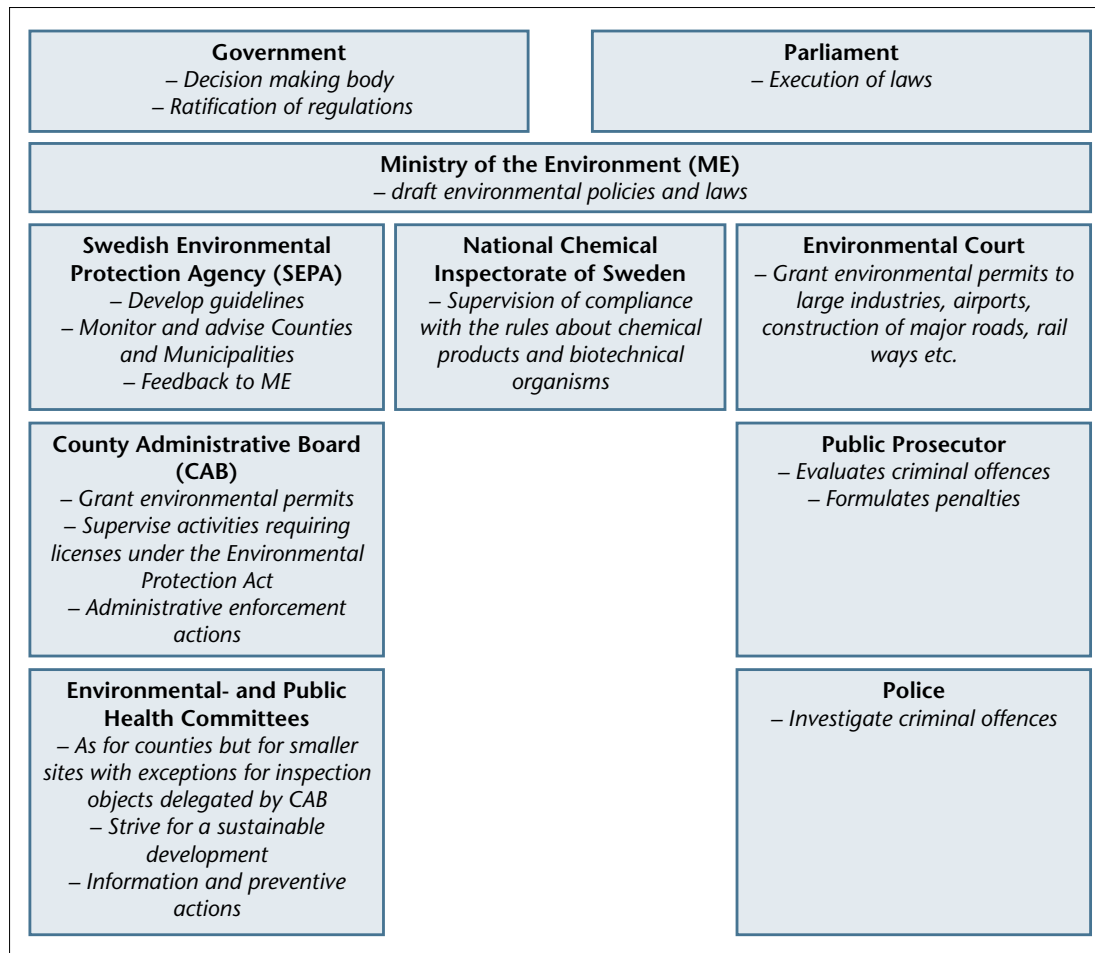 Government
– Decision making body
– Ratification of regulations
Parliament
– Execution of laws
Ministry of the Environment (ME)
– draft environmental policies and laws
Swedish Environmental
Protection Agency (SEPA)
– Develop guidelines
– Monitor and advise Counties
and Municipalities
– Feedback to ME
National Chemical
Inspectorate of Sweden
– Supervision of compliance
with the rules about chemical
products and biotechnical
organisms
Environmental Court
– Grant environmental permits to
large industries, airports,
construction of major roads, rail
ways etc.
County Administrative Board
(CAB)
– Grant environmental permits
– Supervise activities requiring
licenses under the Environmental
Protection Act
– Administrative enforcement
actions
Public Prosecutor
– Evaluates criminal offences
– Formulates penalties
Environmental- and Public
Health Committees
– As for counties but for smaller
sites with exceptions for inspection
objects delegated by CAB
– Strive for a sustainable
development
– Information and preventive
actions
Police
– Investigate criminal offences